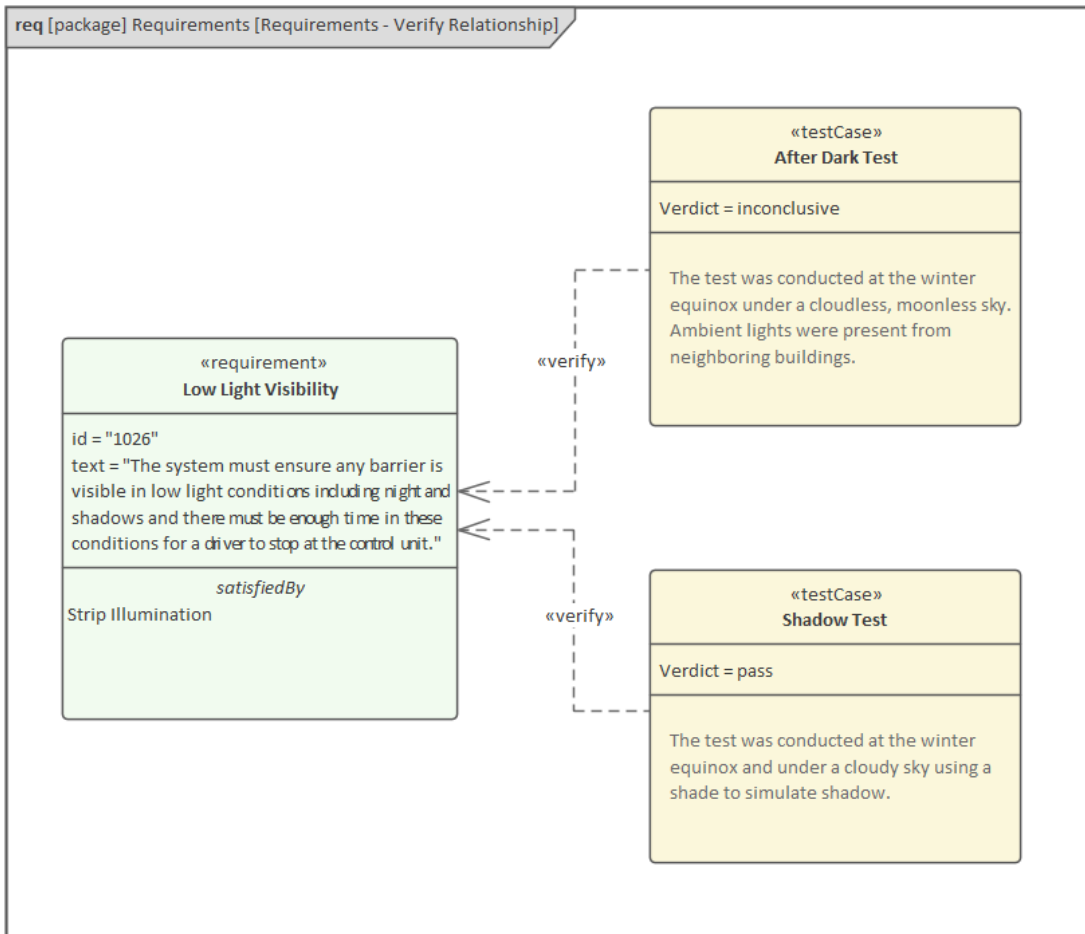 req [package] Requirements [Requirements - Verify Relationship]
«testCase»
After Dark Test
Verdict = inconclusive
The test was conducted at the winter
equinox under a cloudless, moonless sky.
Ambient lights were present from
neighboring buildings.
«verify»
«requirement»
Low Light Visibility
id = "1026"
text = "The system must ensure any barrier is
visible in low light conditions including night and
shadows and there must be enough time in these
conditions for a driver to stop at the control unit."
satisfiedBy
Strip Illumination
«verify»
«testCase»
Shadow Test
Verdict = pass
The test was conducted at the winter
equinox and under a cloudy sky using a
shade to simulate shadow.